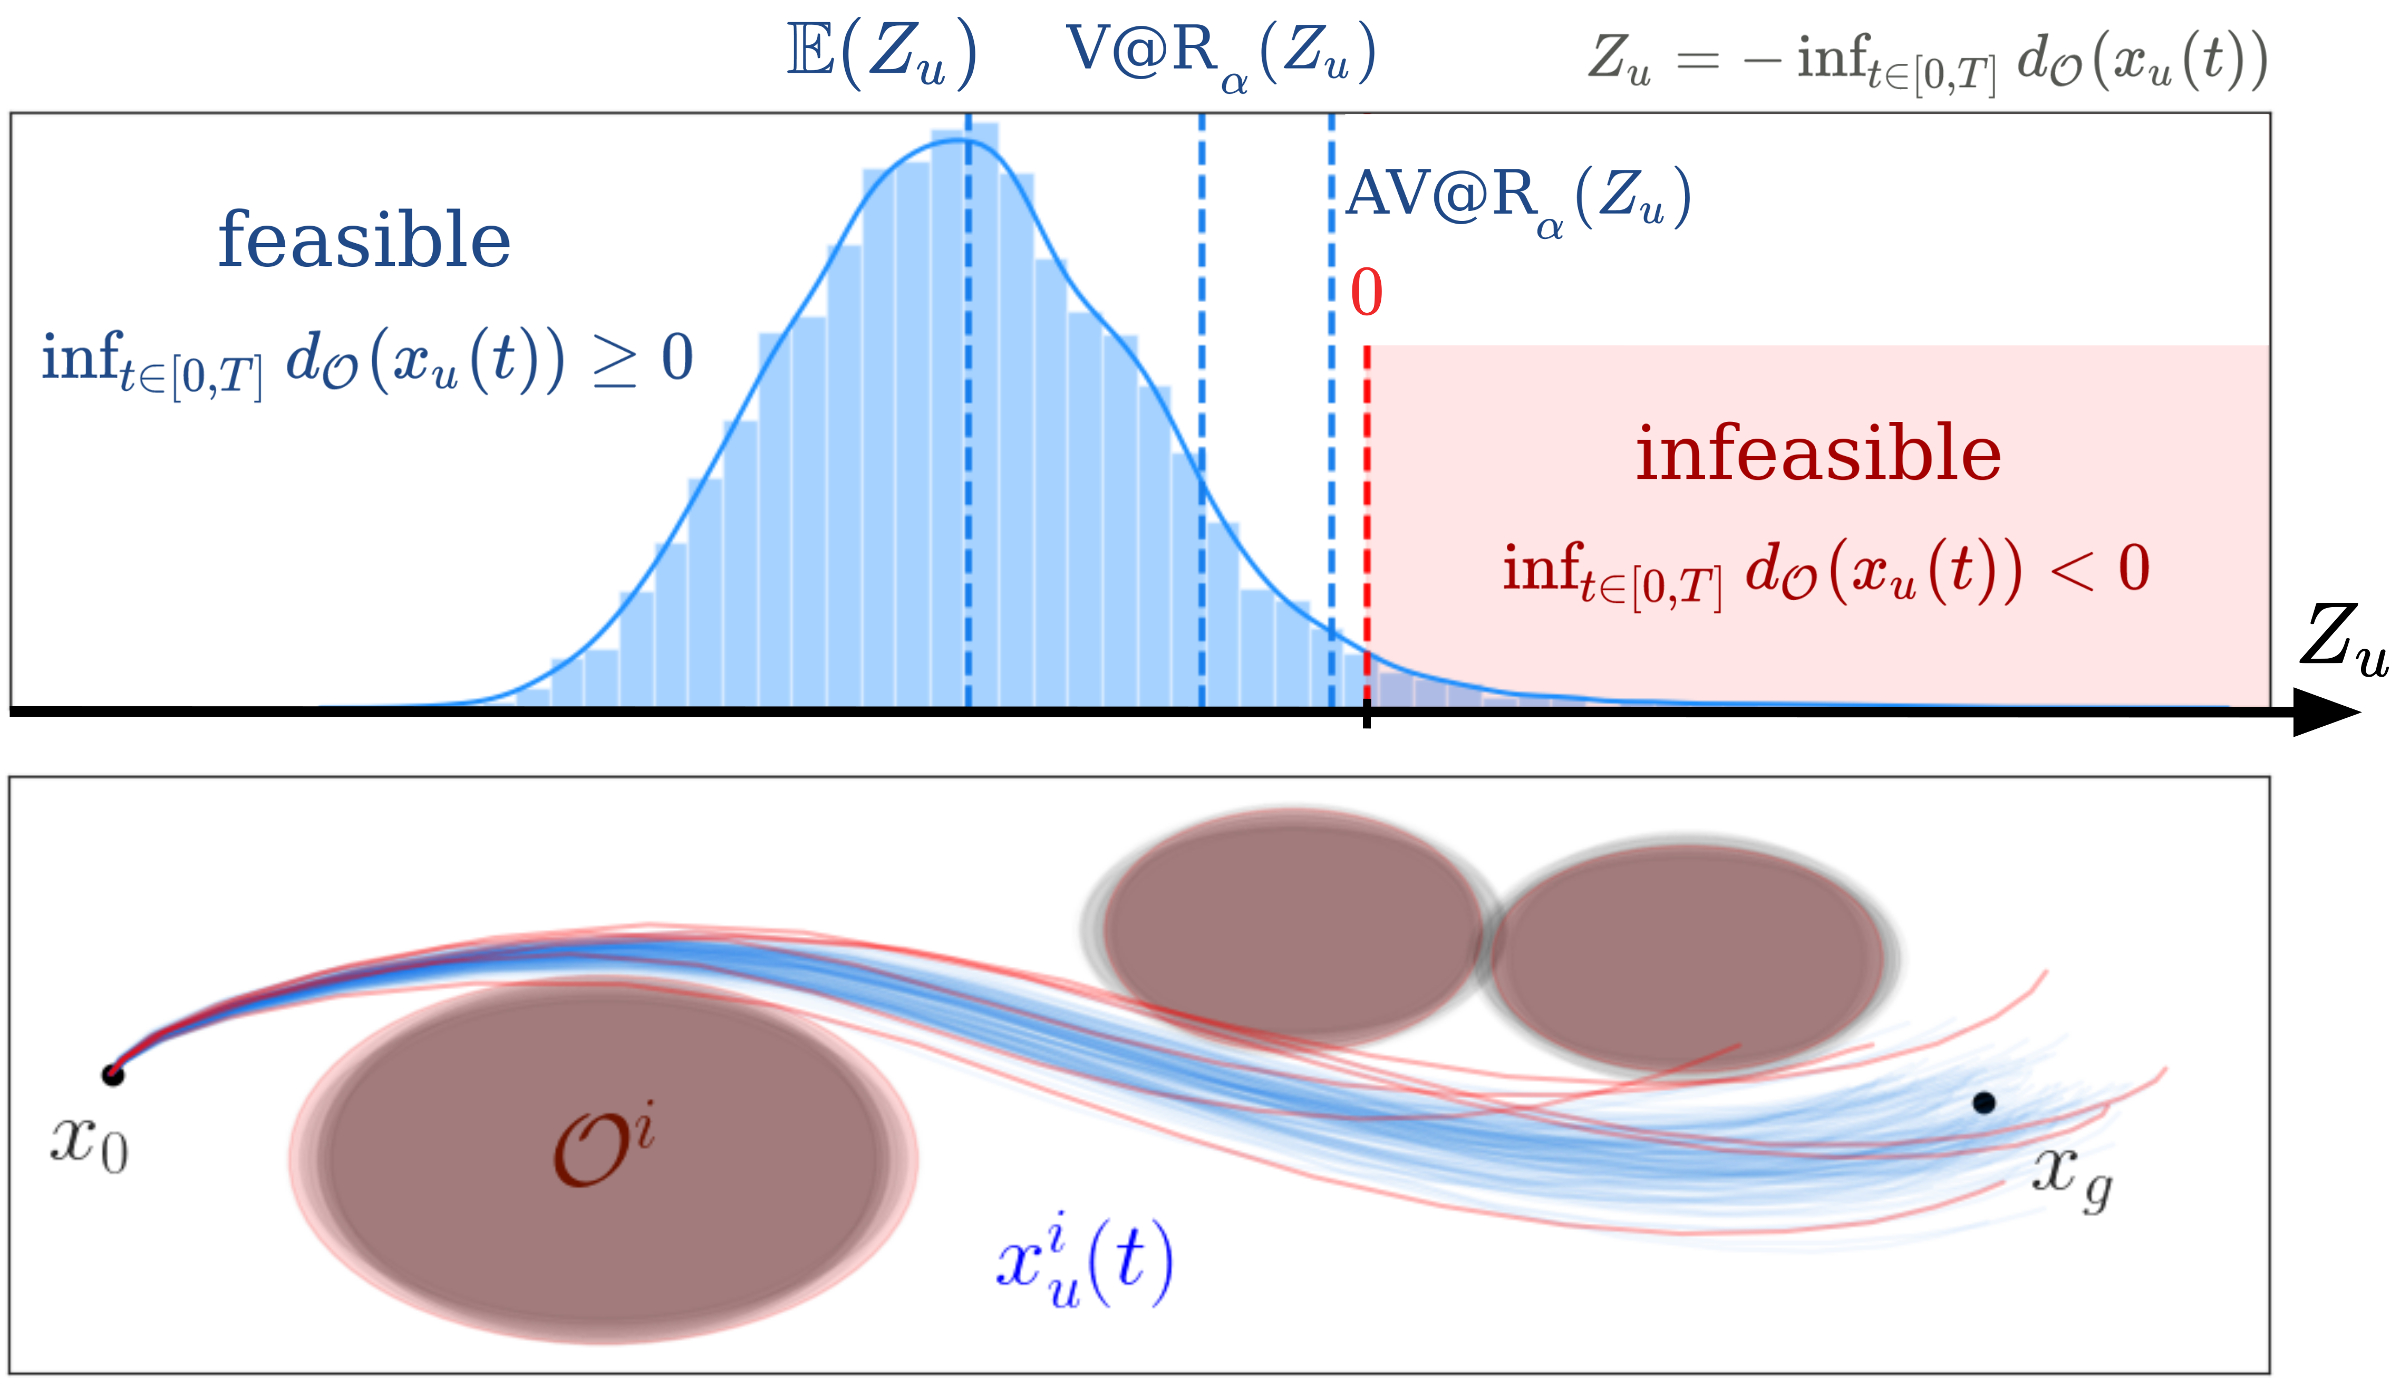 𝔼(Z_u) V@R_α(Z_u) Z_u = − inf_{t∈[0,T]} d_𝒪(x_u(t))
AV@R_α(Z_u)
feasible
0
inf_{t∈[0,T]} d_𝒪(x_u(t)) ≥ 0
infeasible
inf_{t∈[0,T]} d_𝒪(x_u(t)) < 0
Z_u
x_0
𝒪^i
x_g
x_u^i(t)